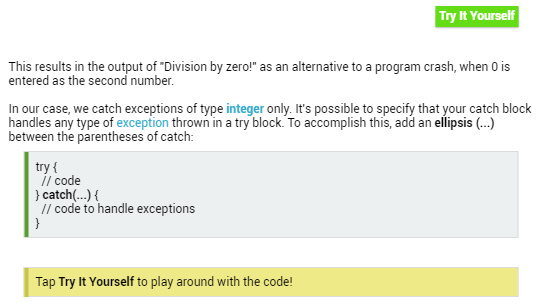 Try It Yourself
This results in the output of "Division by zero!" as an alternative to a program crash, when 0 is
entered as the second number.
In our case, we catch exceptions of type integer only. It's possible to specify that your catch block
handles any type of exception thrown in a try block. To accomplish this, add an ellipsis (...)
between the parentheses of catch:
try {
// code
} catch(...) {
// code to handle exceptions
}
Tap Try It Yourself to play around with the code!